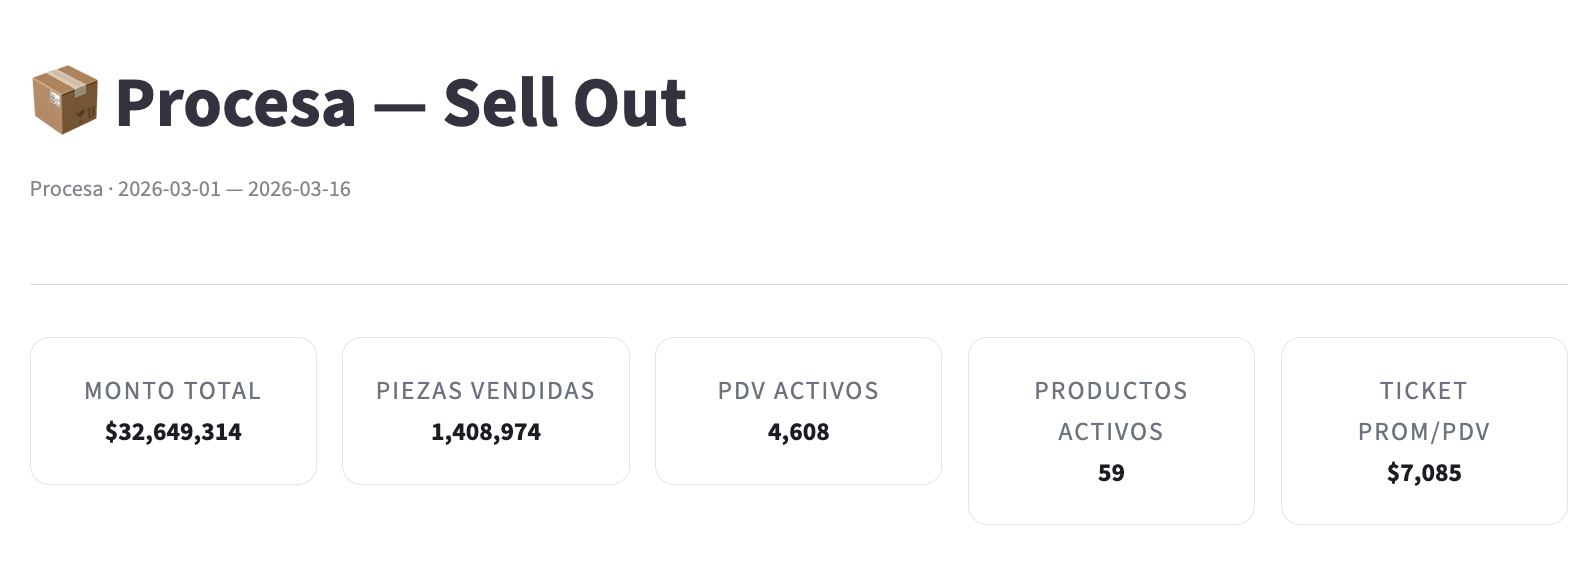 Procesa — Sell Out
Procesa · 2026-03-01 — 2026-03-16
MONTO TOTAL
$32,649,314
PIEZAS VENDIDAS
1,408,974
PDV ACTIVOS
4,608
PRODUCTOS
ACTIVOS
59
TICKET
PROM/PDV
$7,085